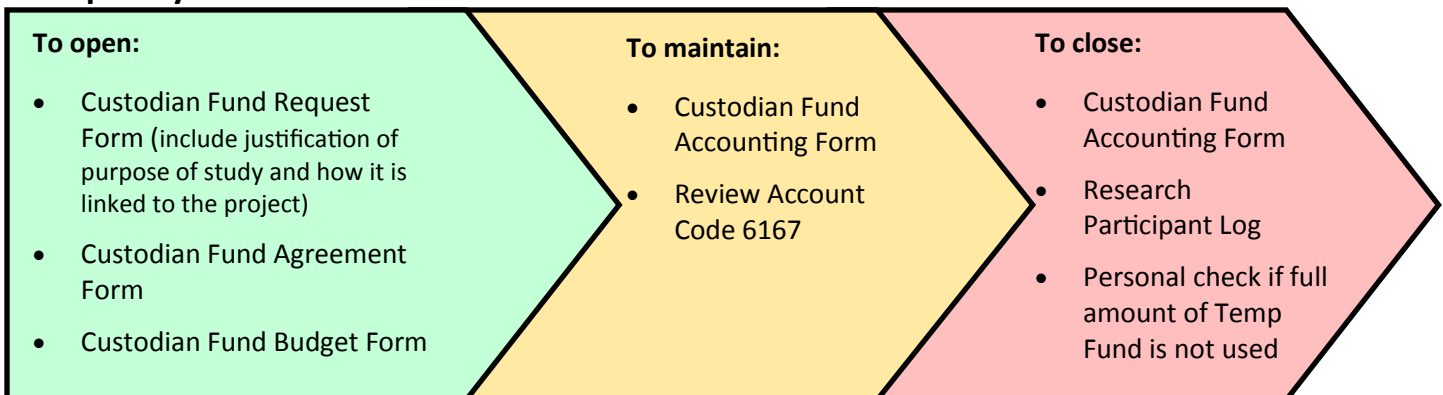 To open:
• Custodian Fund Request
Form (include justification of
purpose of study and how it is
linked to the project)
• Custodian Fund Agreement
Form
• Custodian Fund Budget Form
To maintain:
• Custodian Fund
Accounting Form
• Review Account
Code 6167
To close:
• Custodian Fund
Accounting Form
• Research
Participant Log
• Personal check if full
amount of Temp
Fund is not used